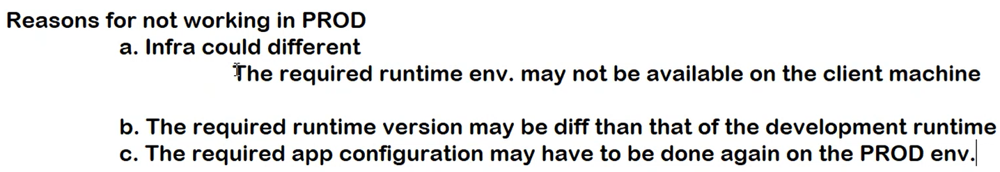 Reasons for not working in PROD
a. Infra could different
The required runtime env. may not be available on the client machine
b. The required runtime version may be diff than that of the development runtime
c. The required app configuration may have to be done again on the PROD env.